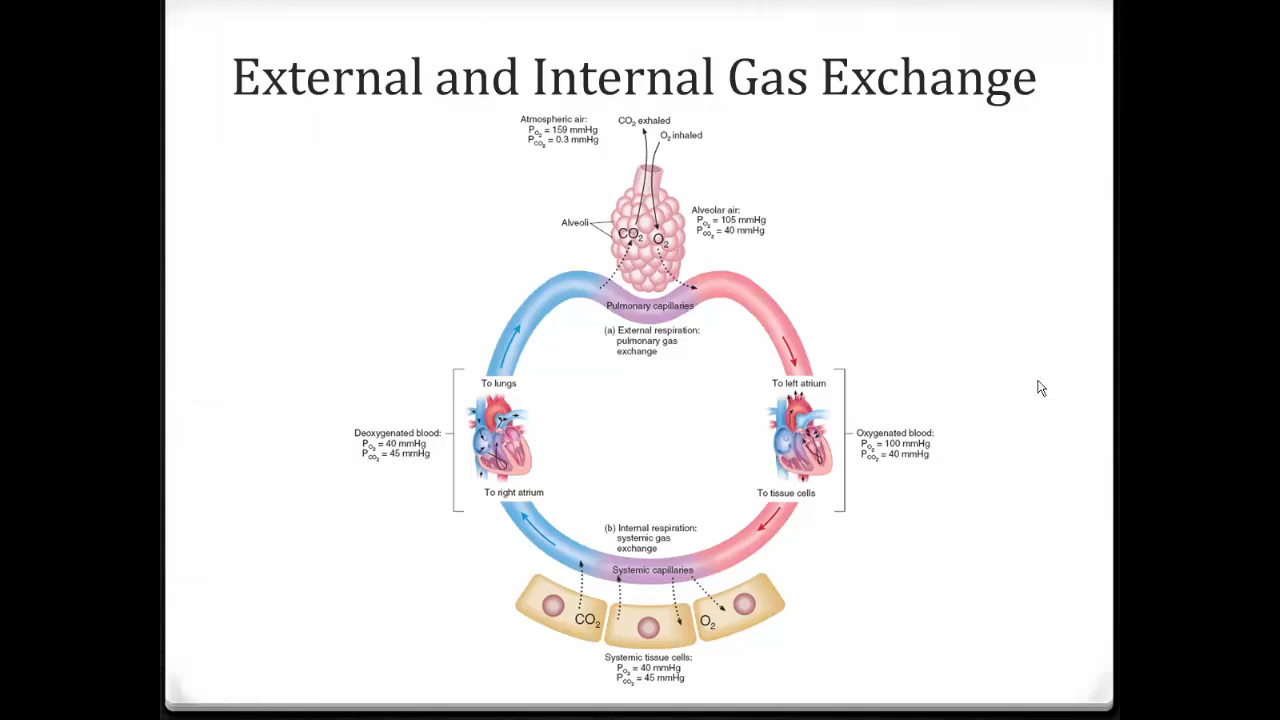 External and Internal Gas Exchange
Atmospheric air:
PO2 = 159 mmHg
PCO2 = 0.3 mmHg
CO2 exhaled
O2 inhaled
Alveoli
CO2
O2
Alveolar air:
PO2 = 105 mmHg
PCO2 = 40 mmHg
Pulmonary capillaries
(a) External respiration:
pulmonary gas
exchange
To lungs
To left atrium
Deoxygenated blood:
PO2 = 40 mmHg
PCO2 = 45 mmHg
Oxygenated blood:
PO2 = 100 mmHg
PCO2 = 40 mmHg
To right atrium
To tissue cells
(b) Internal respiration:
systemic gas
exchange
Systemic capillaries
CO2
O2
Systemic tissue cells:
PO2 = 40 mmHg
PCO2 = 45 mmHg